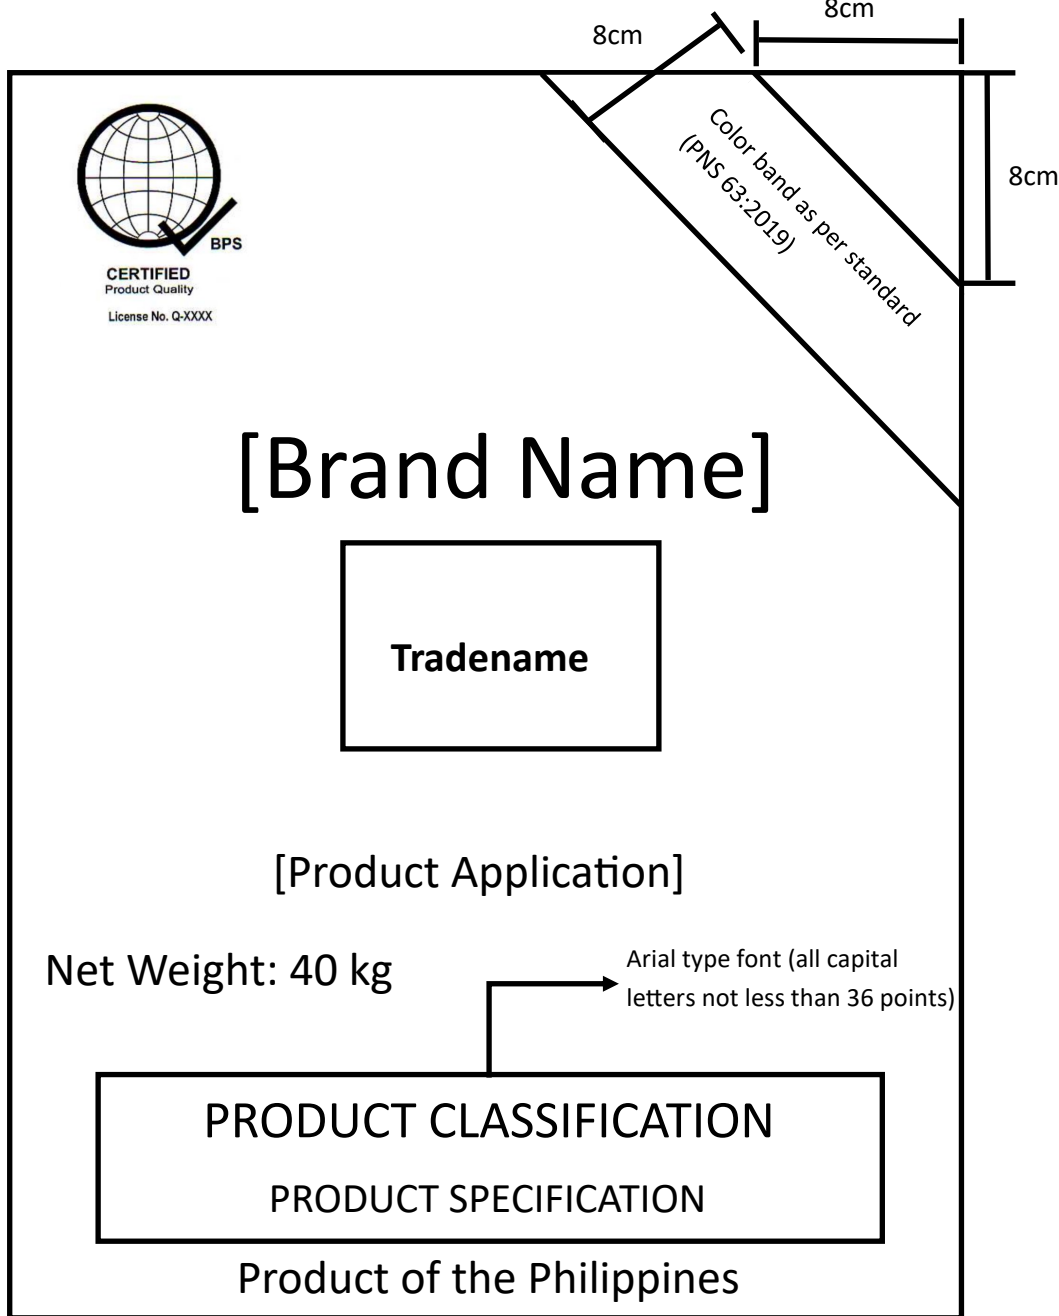 8cm
8cm
8cm
Color band as per standard
(PNS 63:2019)
BPS
CERTIFIED
Product Quality
License No. Q-XXXX
[Brand Name]
Tradename
[Product Application]
Net Weight: 40 kg
Arial type font (all capital
letters not less than 36 points)
PRODUCT CLASSIFICATION
PRODUCT SPECIFICATION
Product of the Philippines